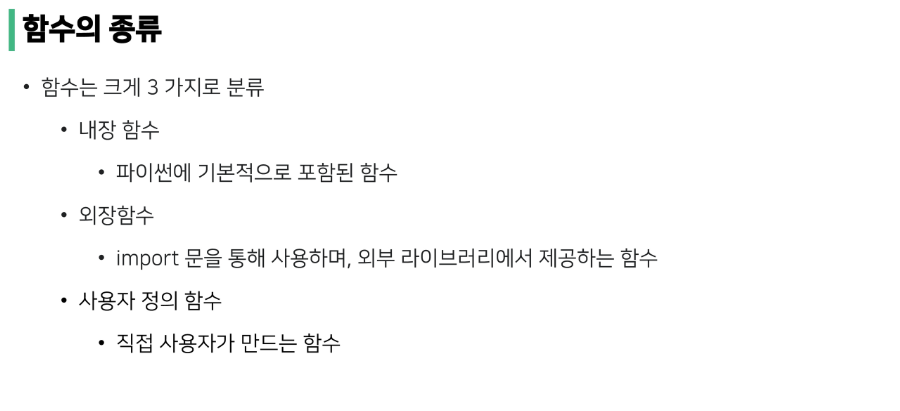 함수의 종류
• 함수는 크게 3 가지로 분류
• 내장 함수
• 파이썬에 기본적으로 포함된 함수
• 외장함수
• import 문을 통해 사용하며, 외부 라이브러리에서 제공하는 함수
• 사용자 정의 함수
• 직접 사용자가 만드는 함수